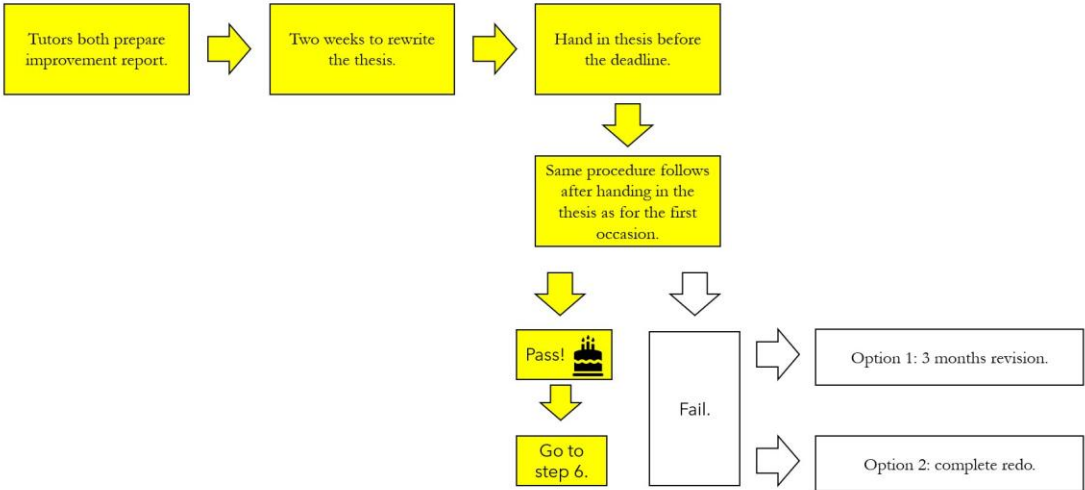 Tutors both prepare
improvement report.
Two weeks to rewrite
the thesis.
Hand in thesis before
the deadline.
Same procedure follows
after handing in the
thesis as for the first
occasion.
Pass!
Fail.
Option 1: 3 months revision.
Go to
step 6.
Option 2: complete redo.